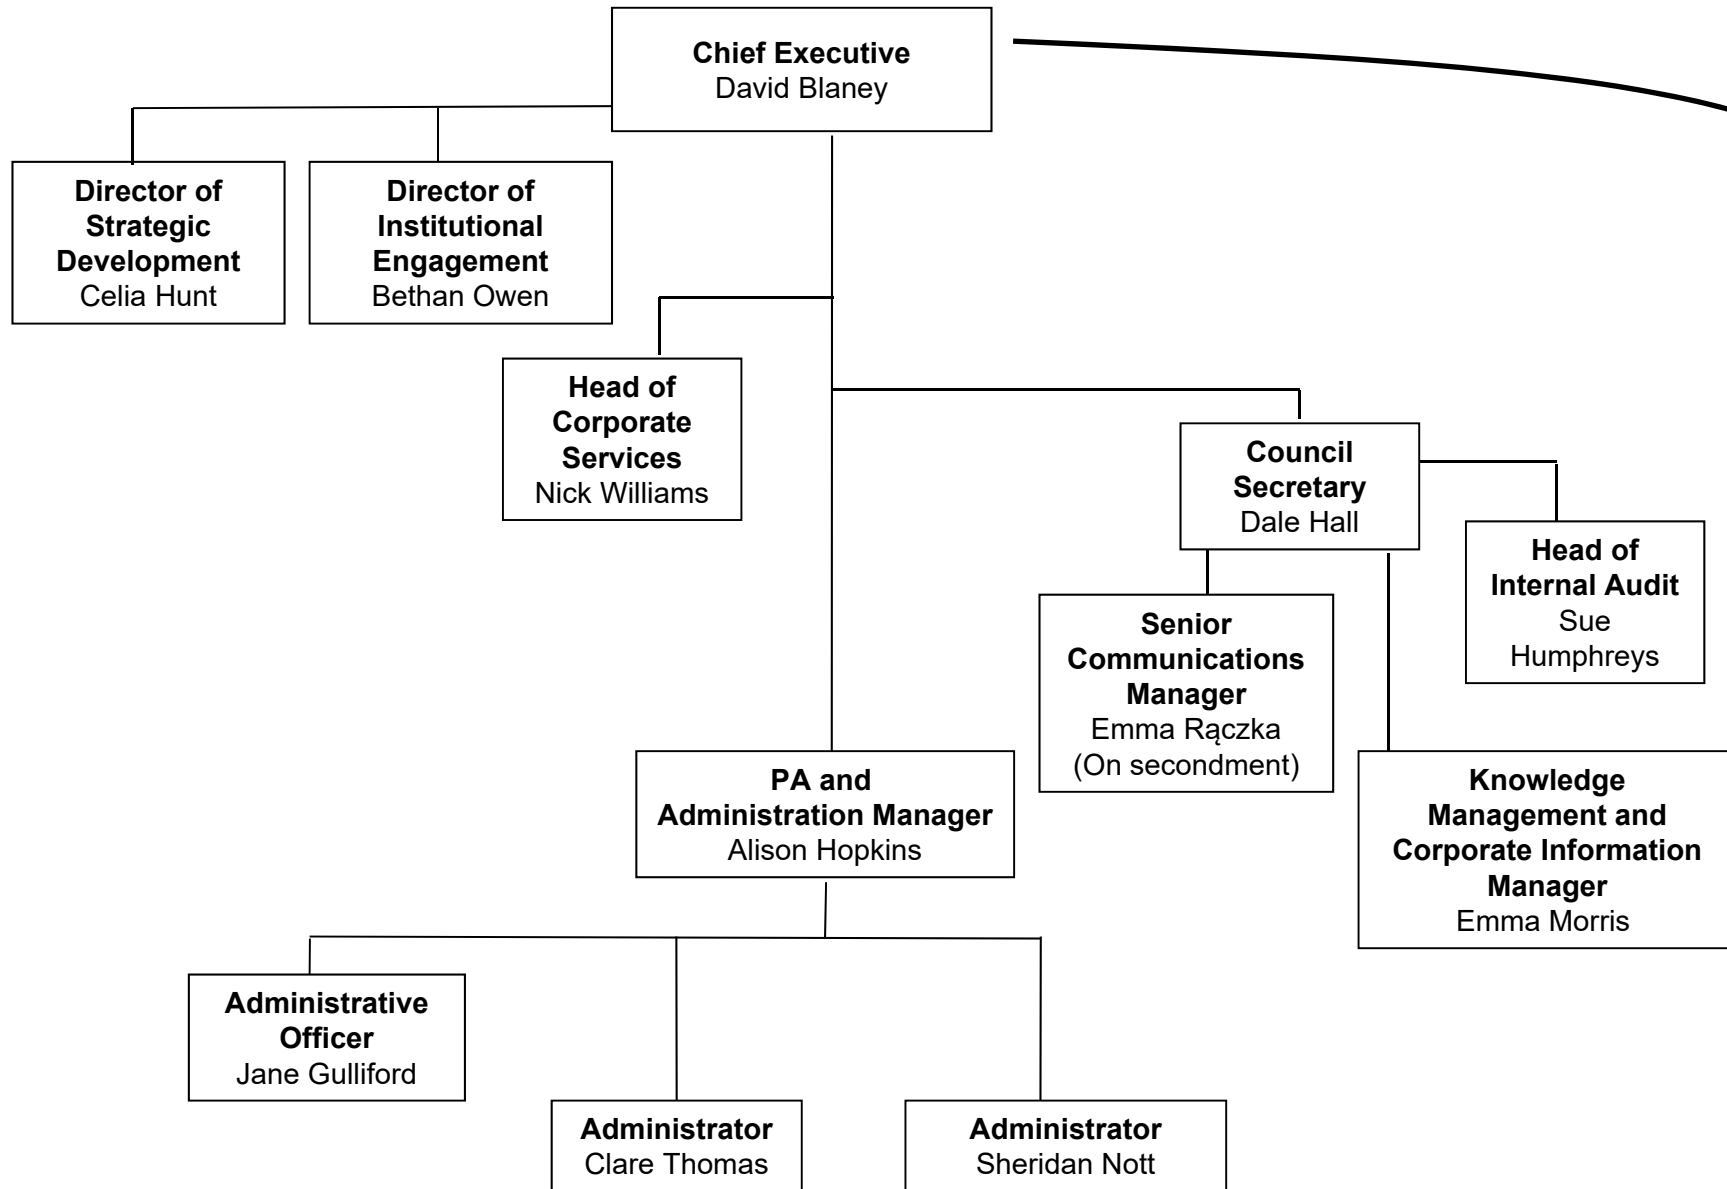 Chief Executive
David Blaney
Director of
Strategic
Development
Celia Hunt
Director of
Institutional
Engagement
Bethan Owen
Head of
Corporate
Services
Nick Williams
Council
Secretary
Dale Hall
Head of
Internal Audit
Sue
Humphreys
Senior
Communications
Manager
Emma Rączka
(On secondment)
PA and
Administration Manager
Alison Hopkins
Knowledge
Management and
Corporate Information
Manager
Emma Morris
Administrative
Officer
Jane Gulliford
Administrator
Clare Thomas
Administrator
Sheridan Nott